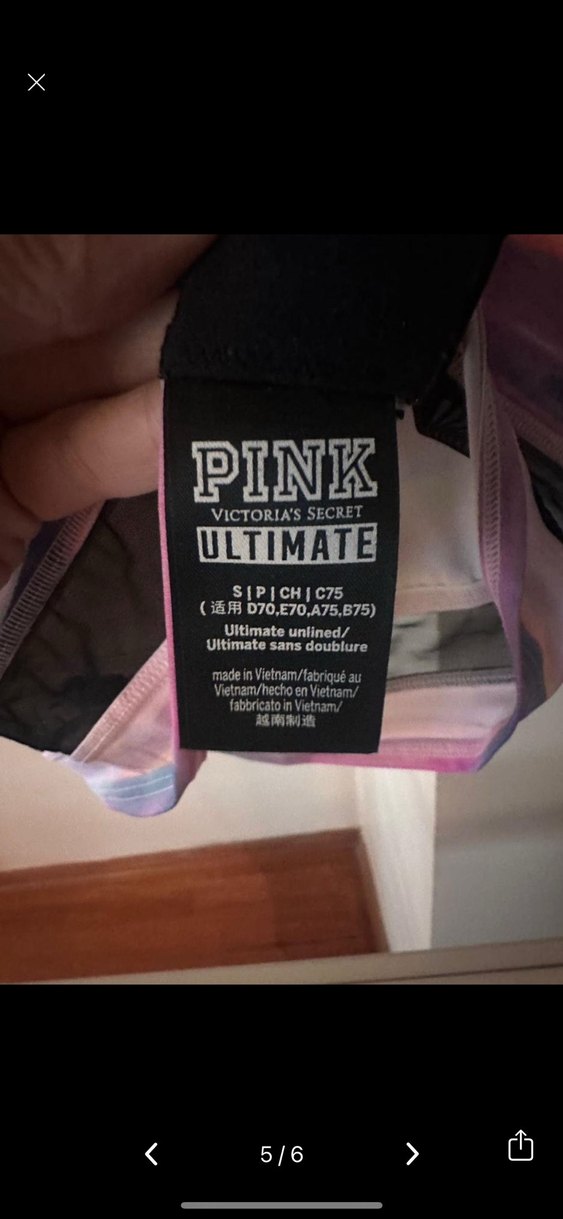 PINK
VICTORIA'S SECRET
ULTIMATE
S | P | CH | C75
( 适用 D70,E70,A75,B75)
Ultimate unlined/
Ultimate sans doublure
made in Vietnam/fabriqué au
Vietnam/hecho en Vietnam/
fabbricato in Vietnam/
越南制造
5 / 6